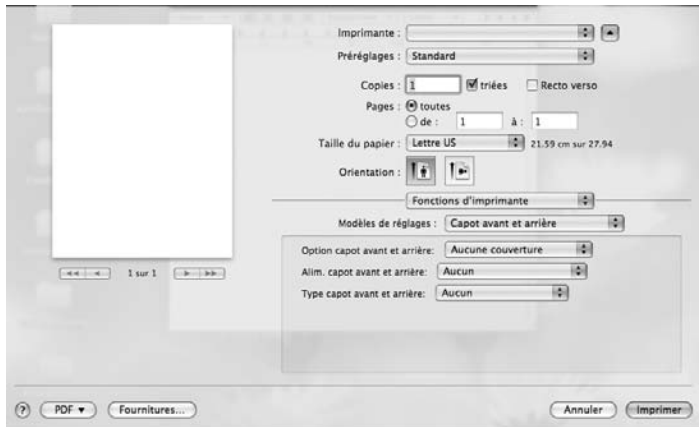 Imprimante :
Préréglages : Standard
Copies : 1 triées Recto verso
Pages : toutes
de : 1 à : 1
Taille du papier : Lettre US 21.59 cm sur 27.94
Orientation :
Fonctions d'imprimante
Modèles de réglages : Capot avant et arrière
Option capot avant et arrière: Aucune couverture
Alim. capot avant et arrière: Aucun
Type capot avant et arrière: Aucun
1 sur 1
? PDF Fournitures... Annuler Imprimer